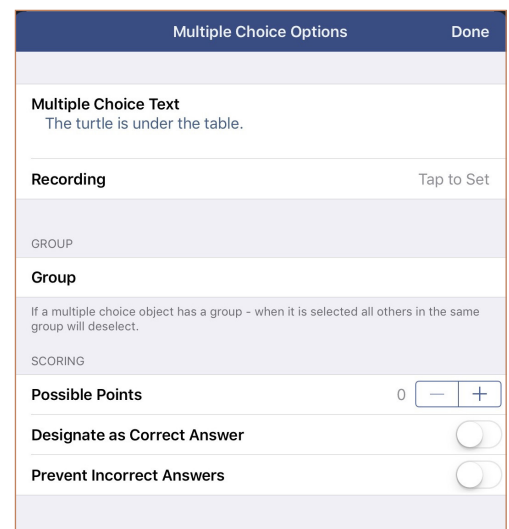 Multiple Choice Options Done
Multiple Choice Text
The turtle is under the table.
Recording Tap to Set
GROUP
Group
If a multiple choice object has a group - when it is selected all others in the same
group will deselect.
SCORING
Possible Points 0 — +
Designate as Correct Answer
Prevent Incorrect Answers